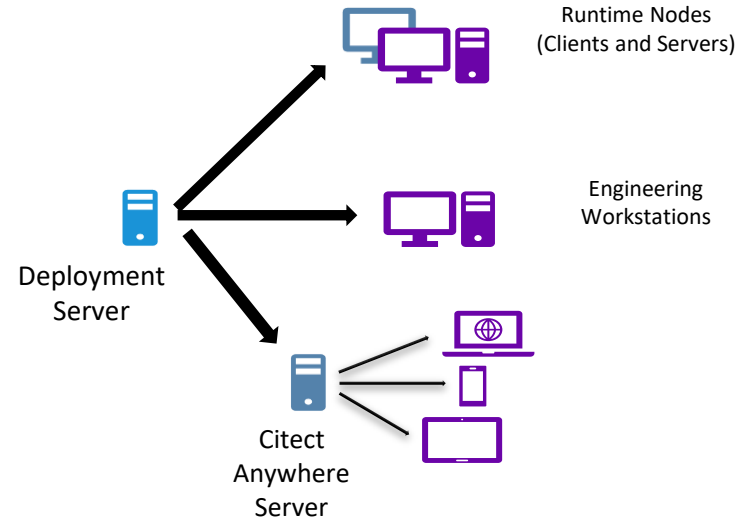 Runtime Nodes
(Clients and Servers)
Engineering
Workstations
Deployment
Server
Citect
Anywhere
Server